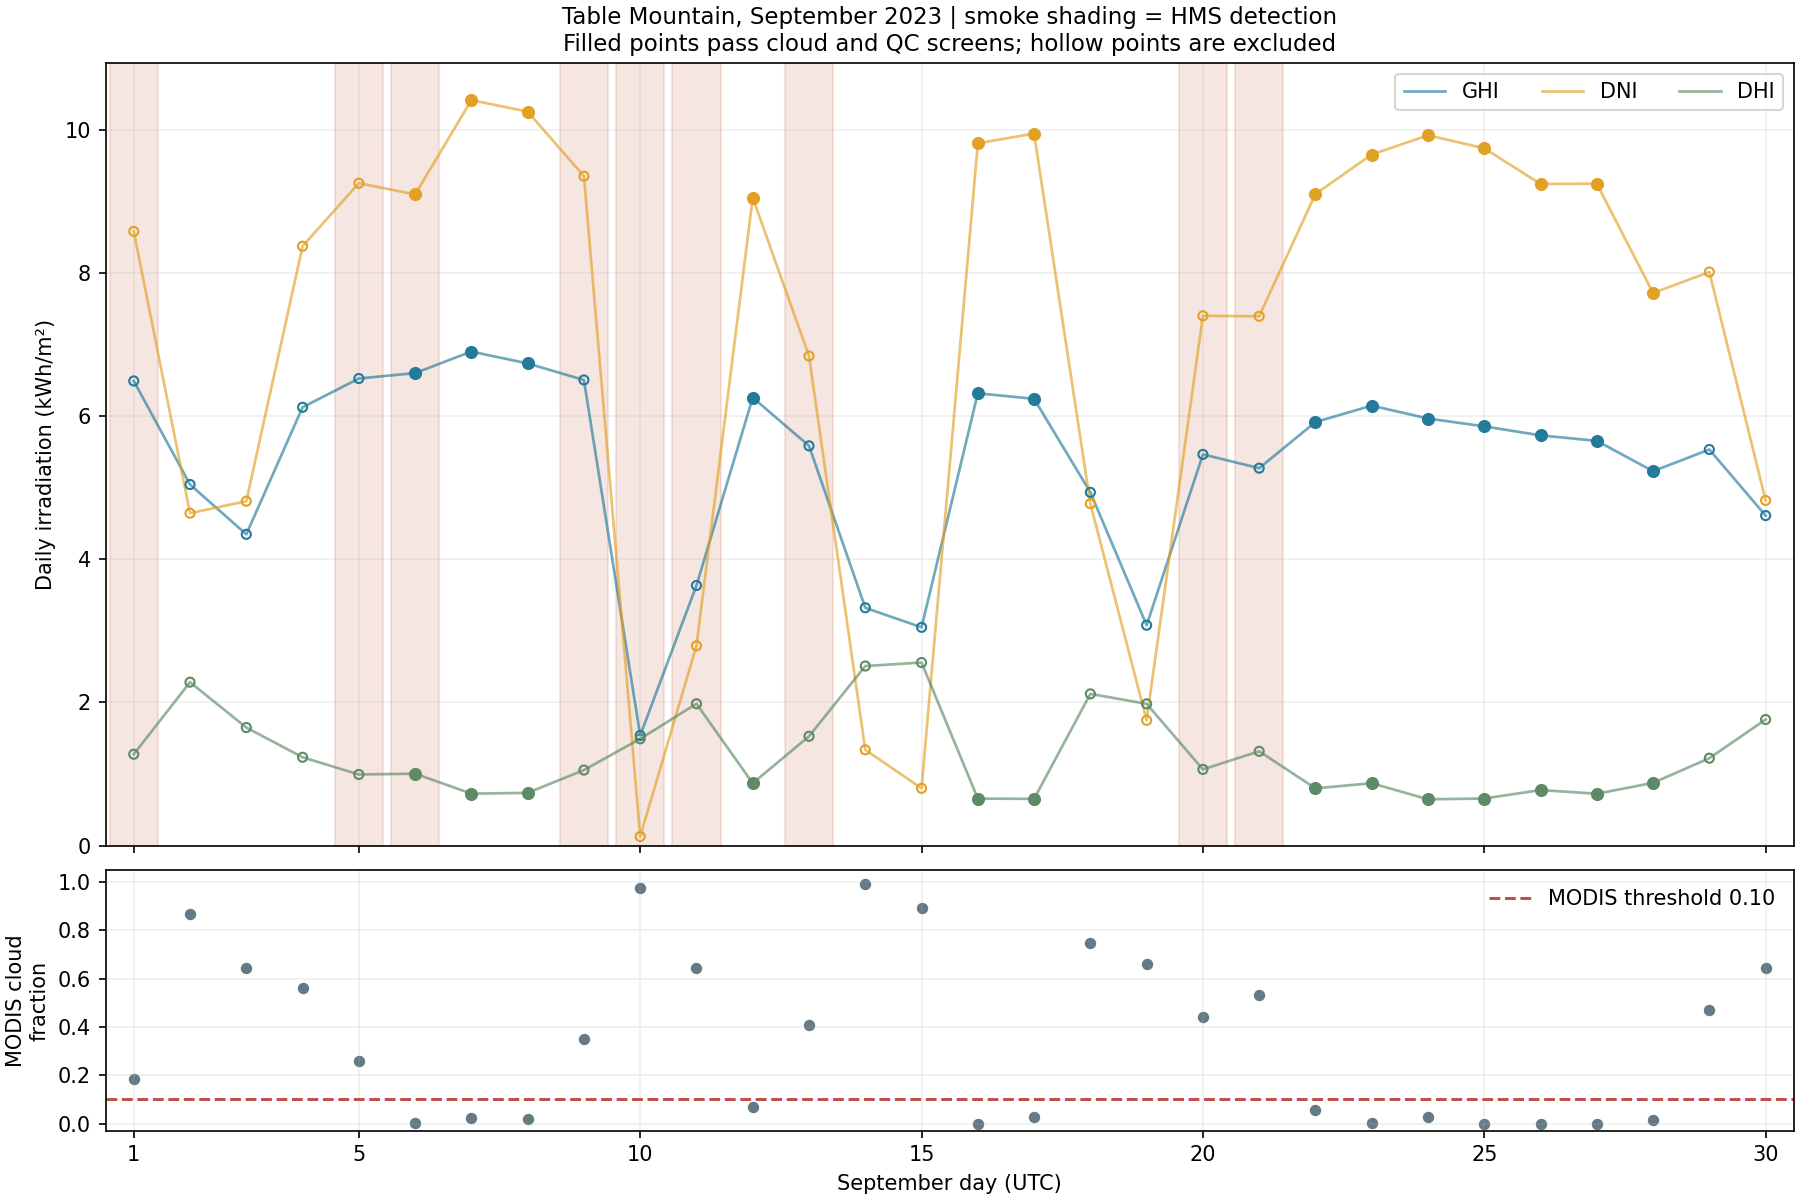 Table Mountain, September 2023 | smoke shading = HMS detection
Filled points pass cloud and QC screens; hollow points are excluded
GHI
DNI
DHI
Daily irradiation (kWh/m²)
10
8
6
4
2
0
MODIS cloud
fraction
1.0
0.8
0.6
0.4
0.2
0.0
MODIS threshold 0.10
1
5
10
15
20
25
30
September day (UTC)